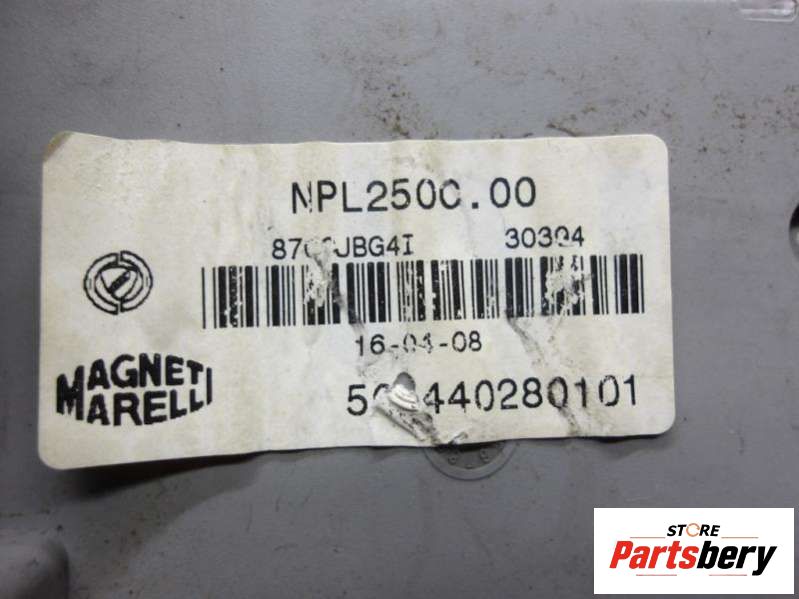 NPL250C.00
30304
16-04-08
MAGNETI
MARELLI
STORE
Partsbery